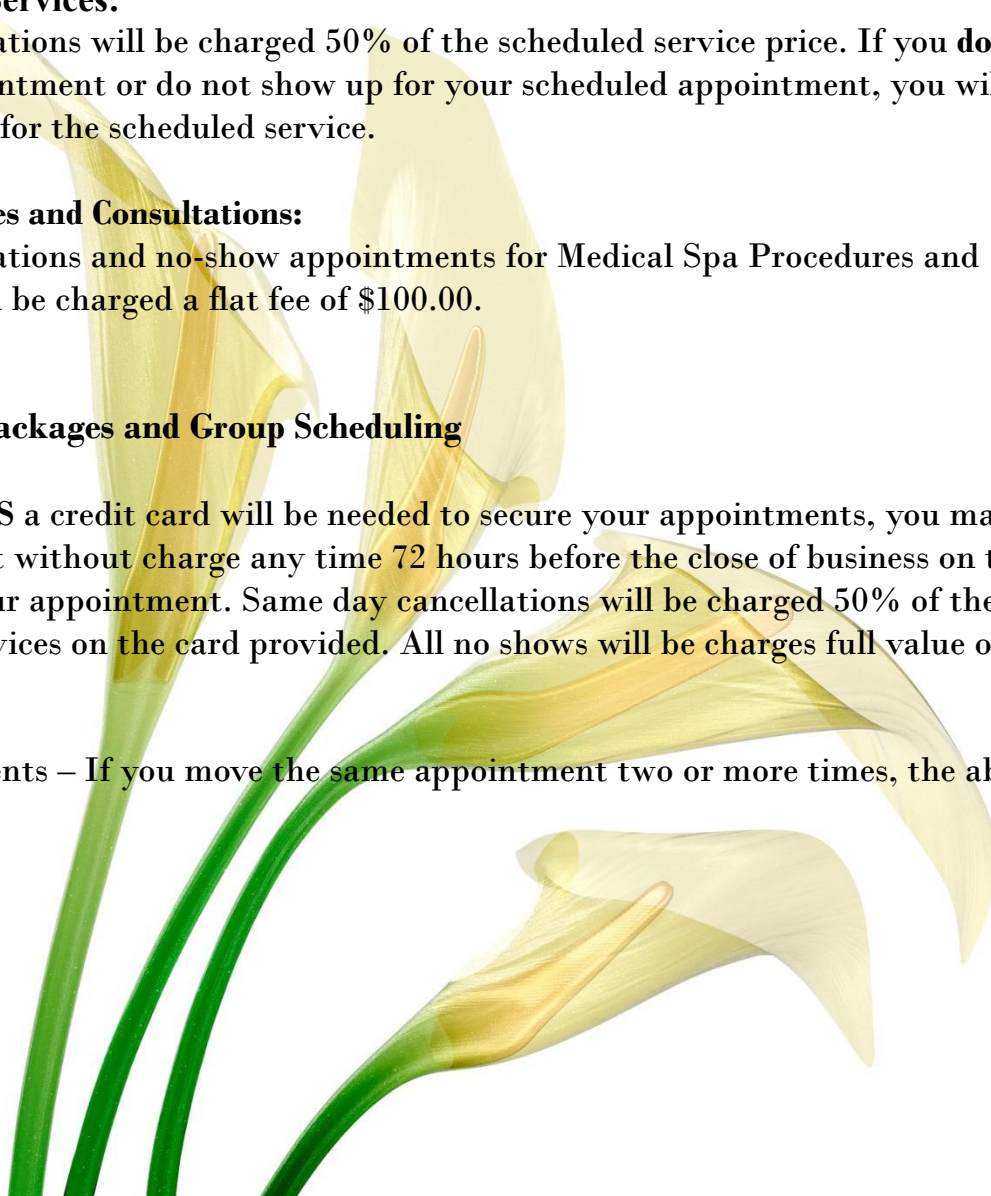 ervices:
ations will be charged 50% of the scheduled service price. If you do
ntment or do not show up for your scheduled appointment, you wil
for the scheduled service.
es and Consultations:
ations and no-show appointments for Medical Spa Procedures and
be charged a flat fee of $100.00.
ackages and Group Scheduling
S a credit card will be needed to secure your appointments, you ma
t without charge any time 72 hours before the close of business on t
ur appointment. Same day cancellations will be charged 50% of the
vices on the card provided. All no shows will be charges full value o
ents – If you move the same appointment two or more times, the ab